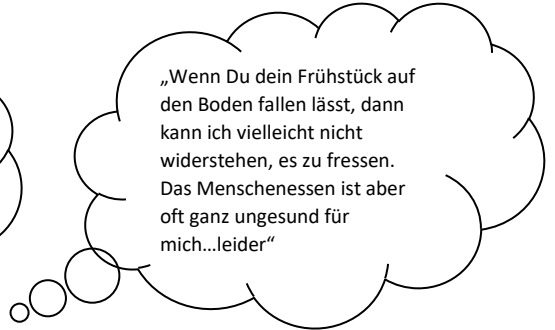 „Wenn Du dein Frühstück auf
den Boden fallen lässt, dann
kann ich vielleicht nicht
widerstehen, es zu fressen.
Das Menschenessen ist aber
oft ganz ungesund für
mich…leider“